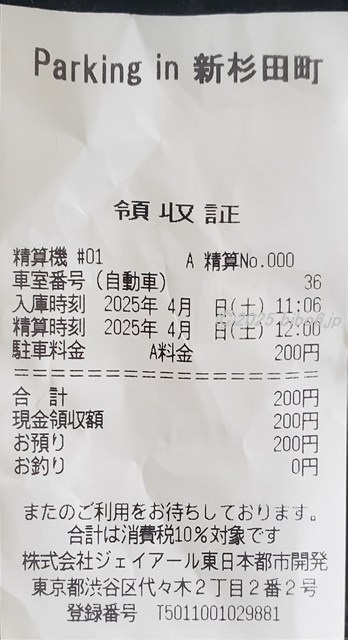 Parking in 新杉田町
領収証
精算機 #01 A 精算No.000
車室番号(自動車) 36
入庫時刻 2025年 4月 日(土) 11:06
精算時刻 2025年 4月 日(土) 12:00
駐車料金 A料金 200円
==========================
合 計 200円
現金領収額 200円
お預り 200円
お釣り 0円
またのご利用をお待ちしております。
合計は消費税10%対象です
株式会社ジェイアール東日本都市開発
東京都渋谷区代々木2丁目2番2号
登録番号 T5011001029881